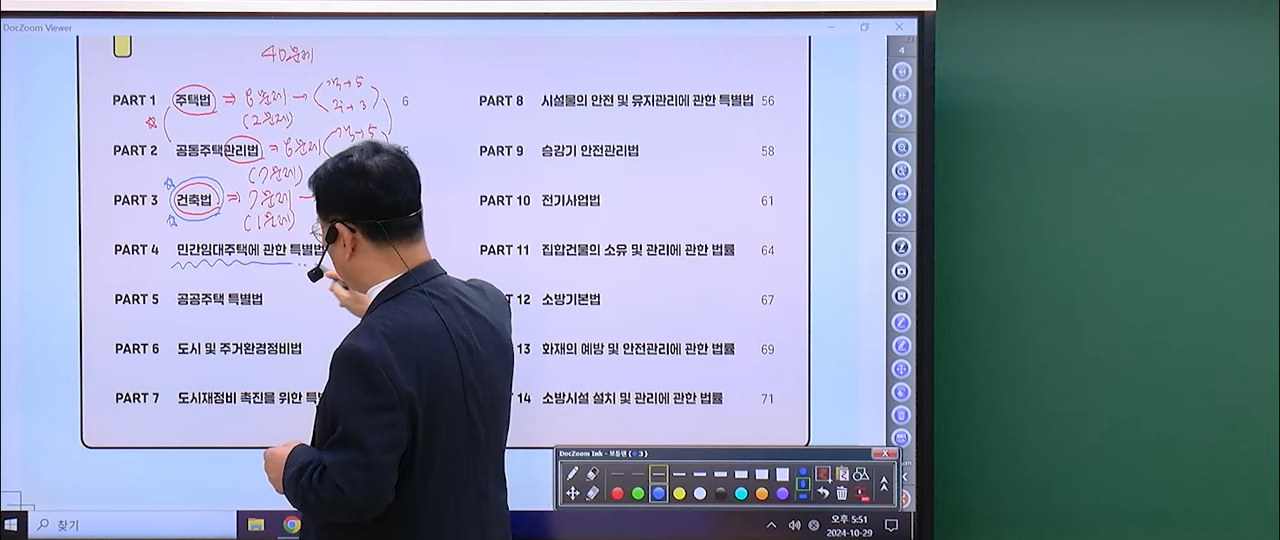 DocZoom Viewer
4
40문제
PART 1 주택법 ⇒ 8문제 → (객→5 6
주→3)
(2문제)
PART 2 공동주택관리법 ⇒ 8문제 (객→5 5
(7문제)
PART 3 건축법 ⇒ 7문제 →
(1문제)
PART 4 민간임대주택에 관한 특별법
PART 5 공공주택 특별법
PART 6 도시 및 주거환경정비법
PART 7 도시재정비 촉진을 위한 특
PART 8 시설물의 안전 및 유지관리에 관한 특별법 56
PART 9 승강기 안전관리법 58
PART 10 전기사업법 61
PART 11 집합건물의 소유 및 관리에 관한 법률 64
12 소방기본법 67
13 화재의 예방 및 안전관리에 관한 법률 69
14 소방시설 설치 및 관리에 관한 법률 71
DocZoom Ink - 보통펜 ( 3 )
찾기
오후 5:51
2024-10-29